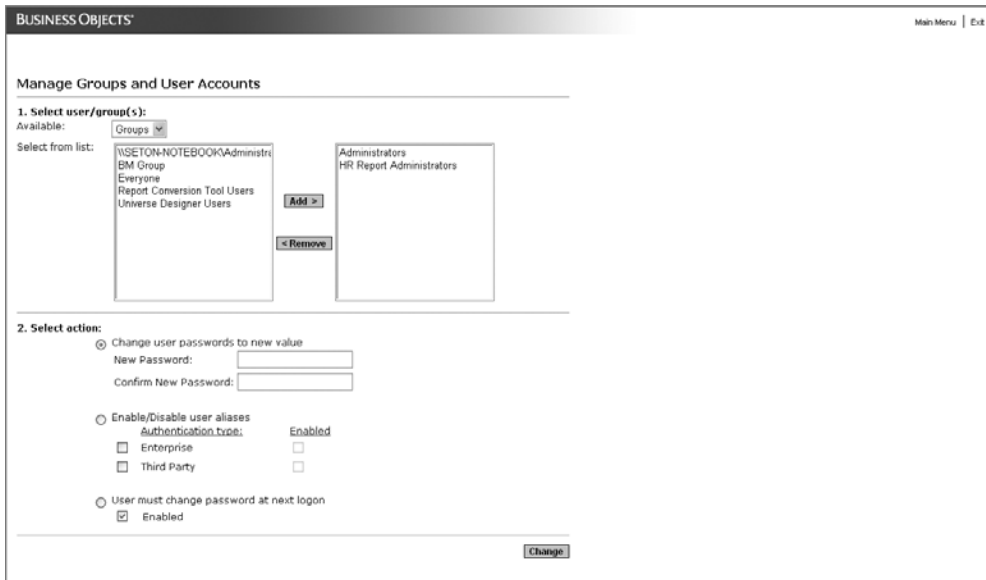 BUSINESS OBJECTS
Main Menu | Exit
Manage Groups and User Accounts
1. Select user/group(s):
Available: Groups
Select from list:
\\SETON-NOTEBOOK\Administra
BM Group
Everyone
Report Conversion Tool Users
Universe Designer Users
Add >
< Remove
Administrators
HR Report Administrators
2. Select action:
Change user passwords to new value
New Password:
Confirm New Password:
Enable/Disable user aliases
Authentication type: Enabled
Enterprise
Third Party
User must change password at next logon
Enabled
Change